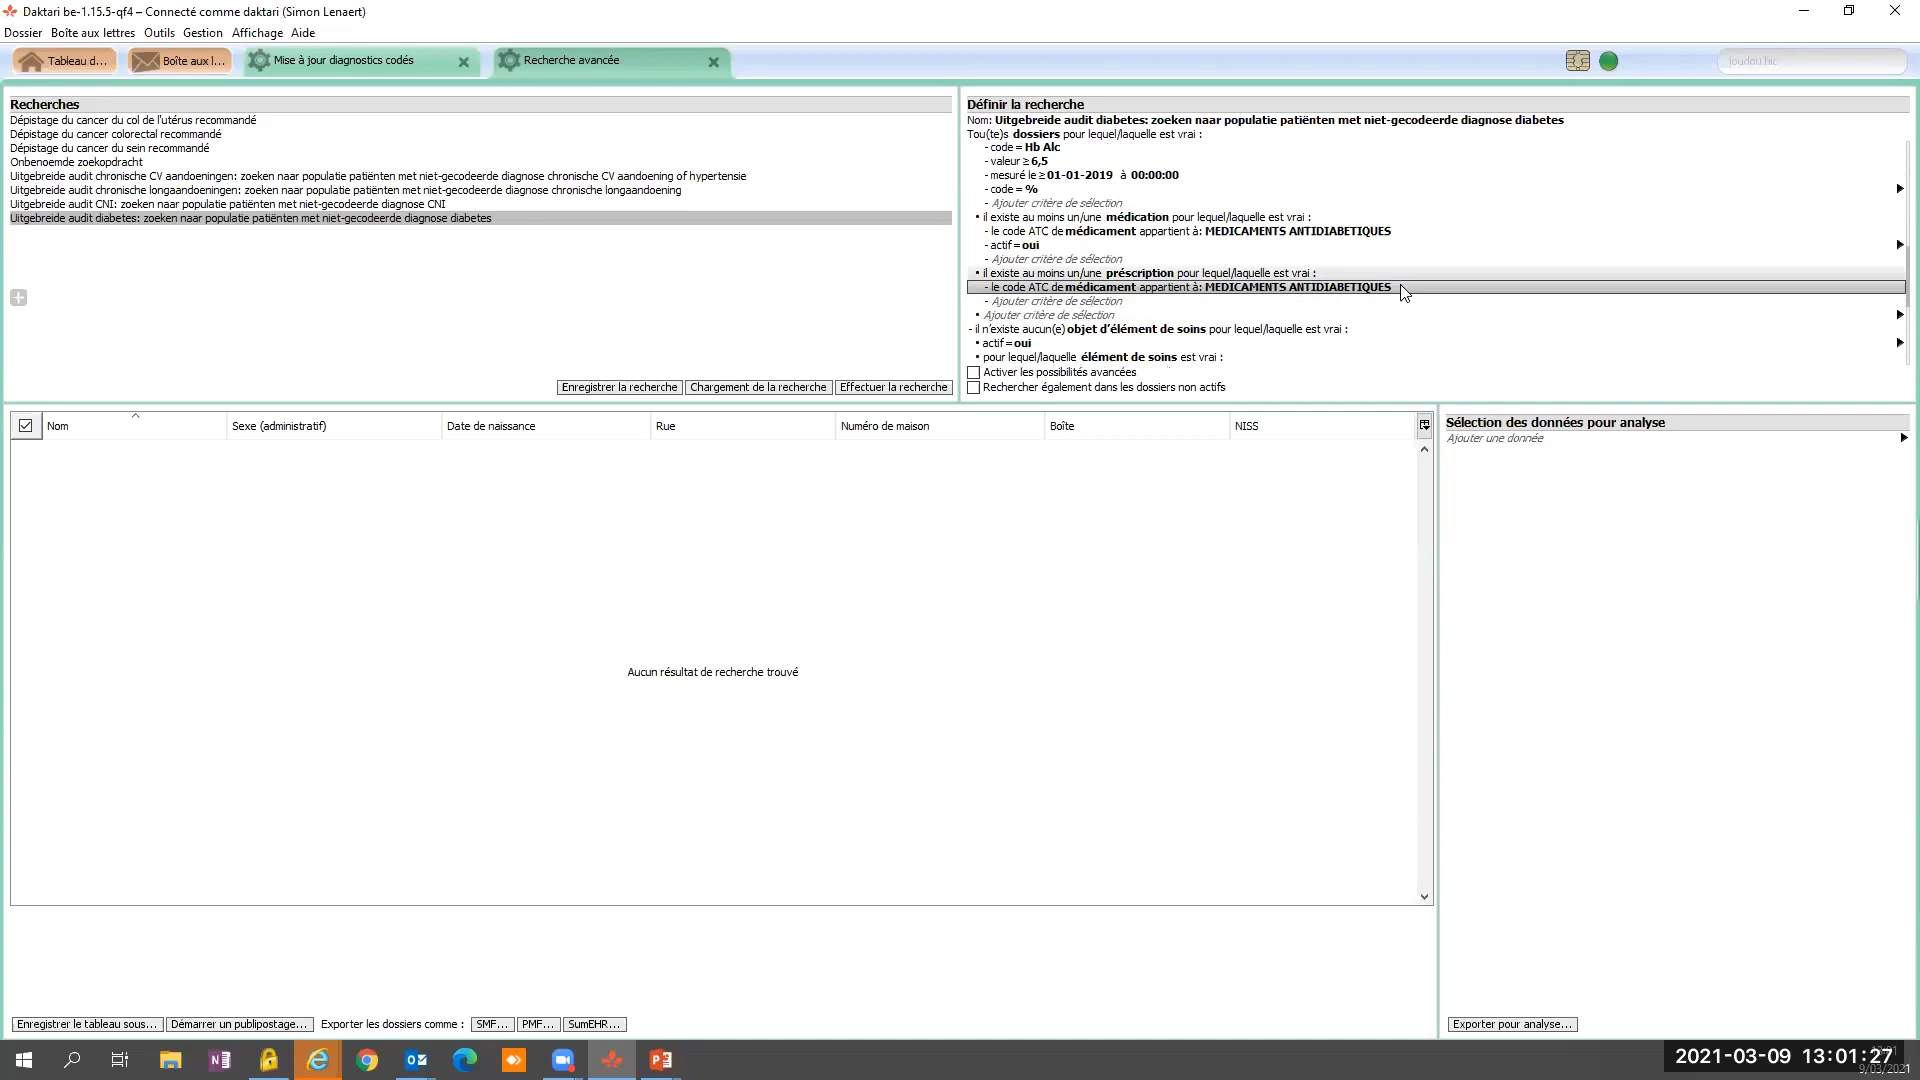 Daktari be-1.15.5-qf4 – Connecté comme daktari (Simon Lenaert)
Dossier Boîte aux lettres Outils Gestion Affichage Aide
Tableau d... Boîte aux l... Mise à jour diagnostics codés Recherche avancée
Recherches
Dépistage du cancer du col de l'utérus recommandé
Dépistage du cancer colorectal recommandé
Dépistage du cancer du sein recommandé
Onbenoemde zoekopdracht
Uitgebreide audit chronische CV aandoeningen: zoeken naar populatie patiënten met niet-gecodeerde diagnose chronische CV aandoening of hypertensie
Uitgebreide audit chronische longaandoeningen: zoeken naar populatie patiënten met niet-gecodeerde diagnose chronische longaandoening
Uitgebreide audit CNI: zoeken naar populatie patiënten met niet-gecodeerde diagnose CNI
Uitgebreide audit diabetes: zoeken naar populatie patiënten met niet-gecodeerde diagnose diabetes
Enregistrer la recherche Chargement de la recherche Effectuer la recherche
Définir la recherche
Nom: Uitgebreide audit diabetes: zoeken naar populatie patiënten met niet-gecodeerde diagnose diabetes
Tou(te)s dossiers pour lequel/laquelle est vrai :
- code = Hb A1c
- valeur ≥ 6,5
- mesuré le ≥ 01-01-2019 à 00:00:00
- code = %
- Ajouter critère de sélection
• il existe au moins un/une médication pour lequel/laquelle est vrai :
- le code ATC de médicament appartient à: MEDICAMENTS ANTIDIABETIQUES
- actif = oui
- Ajouter critère de sélection
• il existe au moins un/une préscription pour lequel/laquelle est vrai :
- le code ATC de médicament appartient à: MEDICAMENTS ANTIDIABETIQUES
- Ajouter critère de sélection
• Ajouter critère de sélection
- il n'existe aucun(e) objet d'élément de soins pour lequel/laquelle est vrai :
• actif = oui
• pour lequel/laquelle élément de soins est vrai :
Activer les possibilités avancées
Rechercher également dans les dossiers non actifs
Nom Sexe (administratif) Date de naissance Rue Numéro de maison Boîte NISS
Aucun résultat de recherche trouvé
Sélection des données pour analyse
Ajouter une donnée
Enregistrer le tableau sous... Démarrer un publipostage... Exporter les dossiers comme : SMF... PMF... SumEHR...
Exporter pour analyse...
2021-03-09 13:01:27
9/03/2021